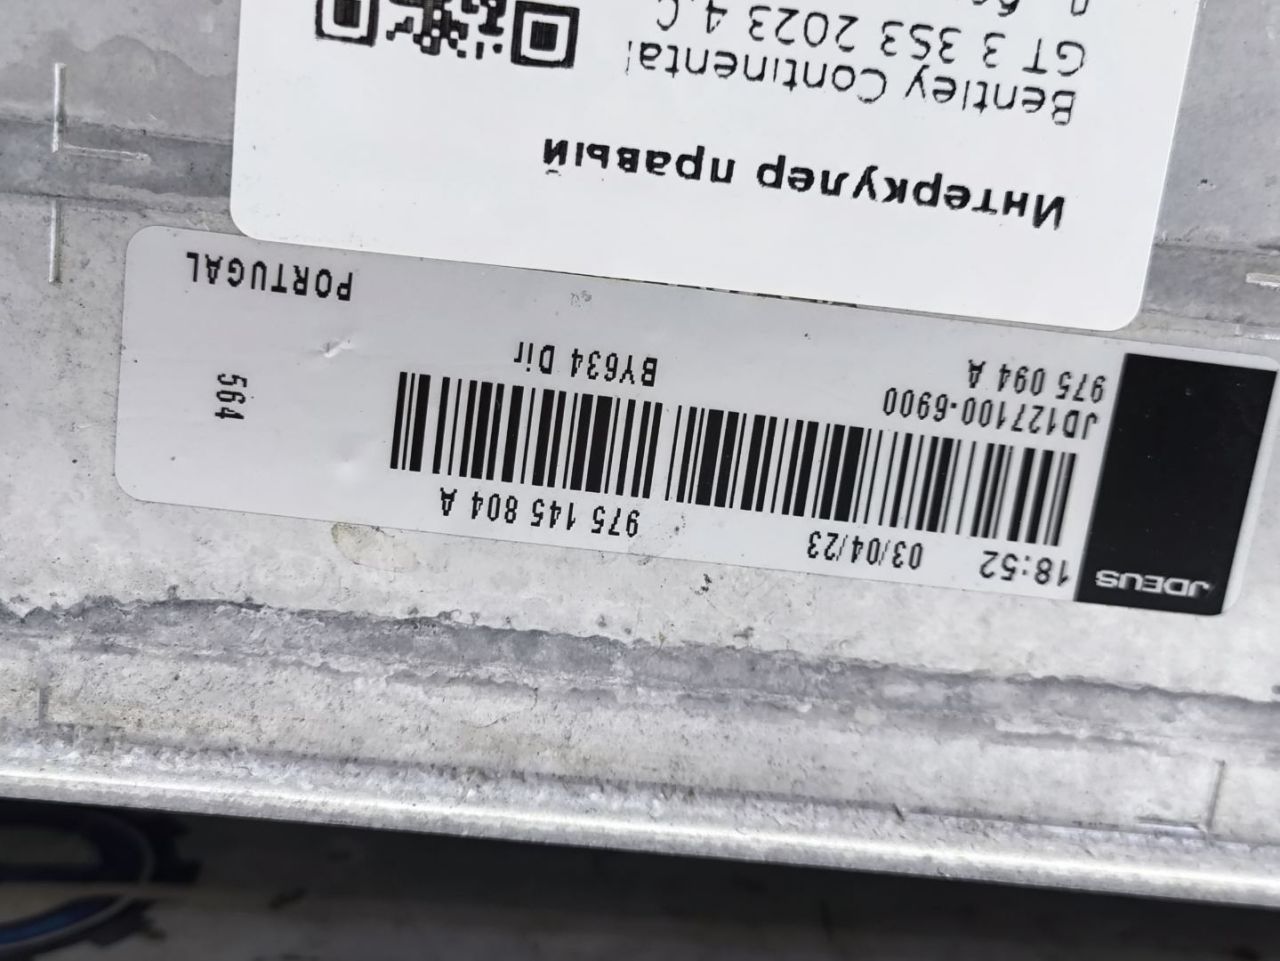 JDEUS
18:52
03/04/23
975 145 804 A
JD127100-6900
975 094 A
BY634 Dir
564
PORTUGAL
Интеркулер правый
Bentley Continental
GT 3 3S3 2023 4.0